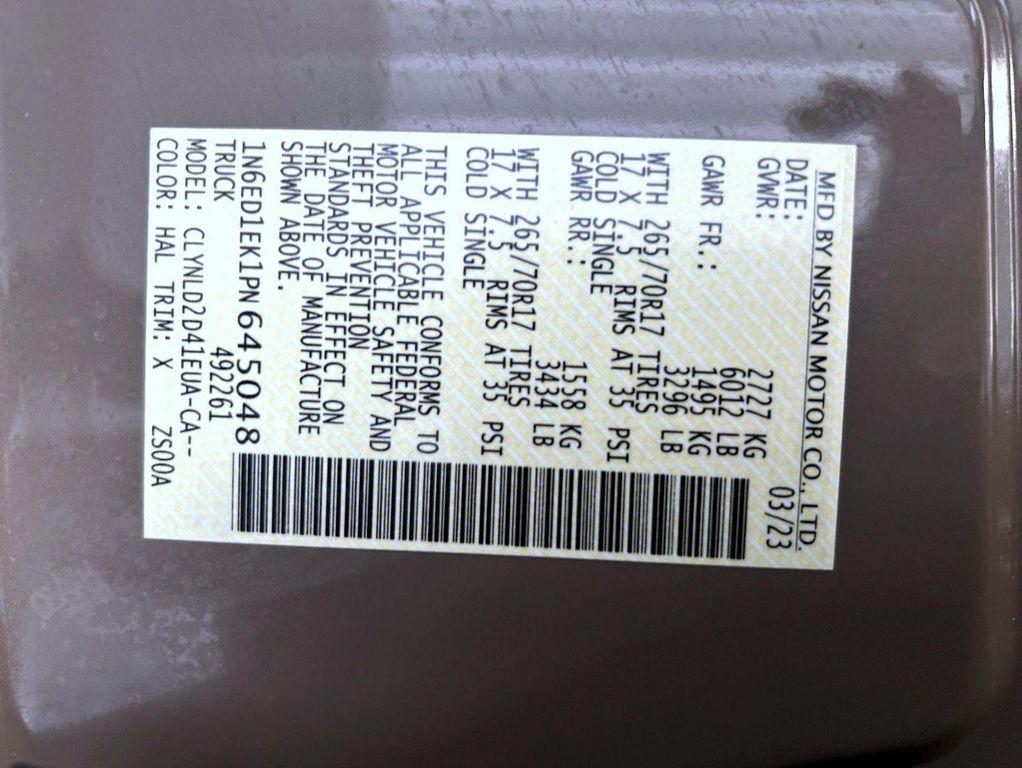 MFD BY NISSAN MOTOR CO., LTD.
DATE: 03/23
GVWR: 2727 KG
6012 LB
GAWR FR.: 1495 KG
3296 LB
WITH 265/70R17 TIRES
17 X 7.5 RIMS AT 35 PSI
COLD SINGLE
GAWR RR.: 1558 KG
3434 LB
WITH 265/70R17 TIRES
17 X 7.5 RIMS AT 35 PSI
COLD SINGLE
THIS VEHICLE CONFORMS TO
ALL APPLICABLE FEDERAL
MOTOR VEHICLE SAFETY AND
THEFT PREVENTION
STANDARDS IN EFFECT ON
THE DATE OF MANUFACTURE
SHOWN ABOVE.
1N6ED1EK1PN645048
TRUCK 492261
MODEL: CLYNLD2D41EUA-CA--
COLOR: HAL TRIM: X ZS00A